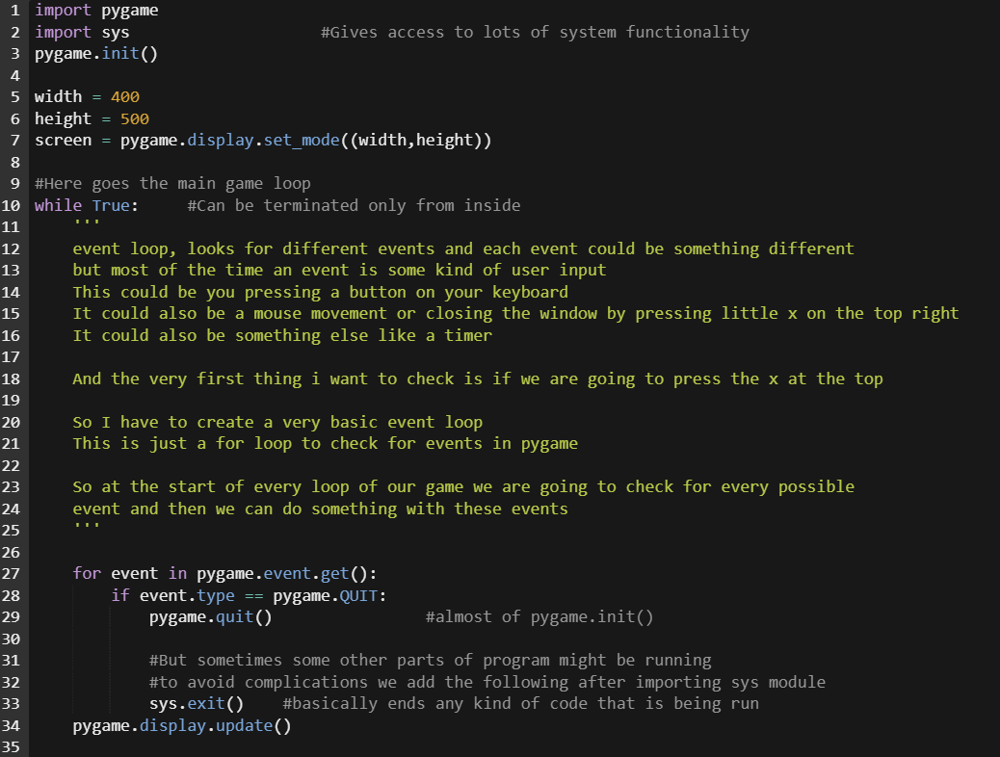 1 import pygame
2 import sys                    #Gives access to lots of system functionality
3 pygame.init()
4
5 width = 400
6 height = 500
7 screen = pygame.display.set_mode((width,height))
8
9 #Here goes the main game loop
10 while True:     #Can be terminated only from inside
11     '''
12     event loop, looks for different events and each event could be something different
13     but most of the time an event is some kind of user input
14     This could be you pressing a button on your keyboard
15     It could also be a mouse movement or closing the window by pressing little x on the top right
16     It could also be something else like a timer
17
18     And the very first thing i want to check is if we are going to press the x at the top
19
20     So I have to create a very basic event loop
21     This is just a for loop to check for events in pygame
22
23     So at the start of every loop of our game we are going to check for every possible
24     event and then we can do something with these events
25     '''
26
27     for event in pygame.event.get():
28         if event.type == pygame.QUIT:
29             pygame.quit()                #almost of pygame.init()
30
31             #But sometimes some other parts of program might be running
32             #to avoid complications we add the following after importing sys module
33             sys.exit()    #basically ends any kind of code that is being run
34     pygame.display.update()
35